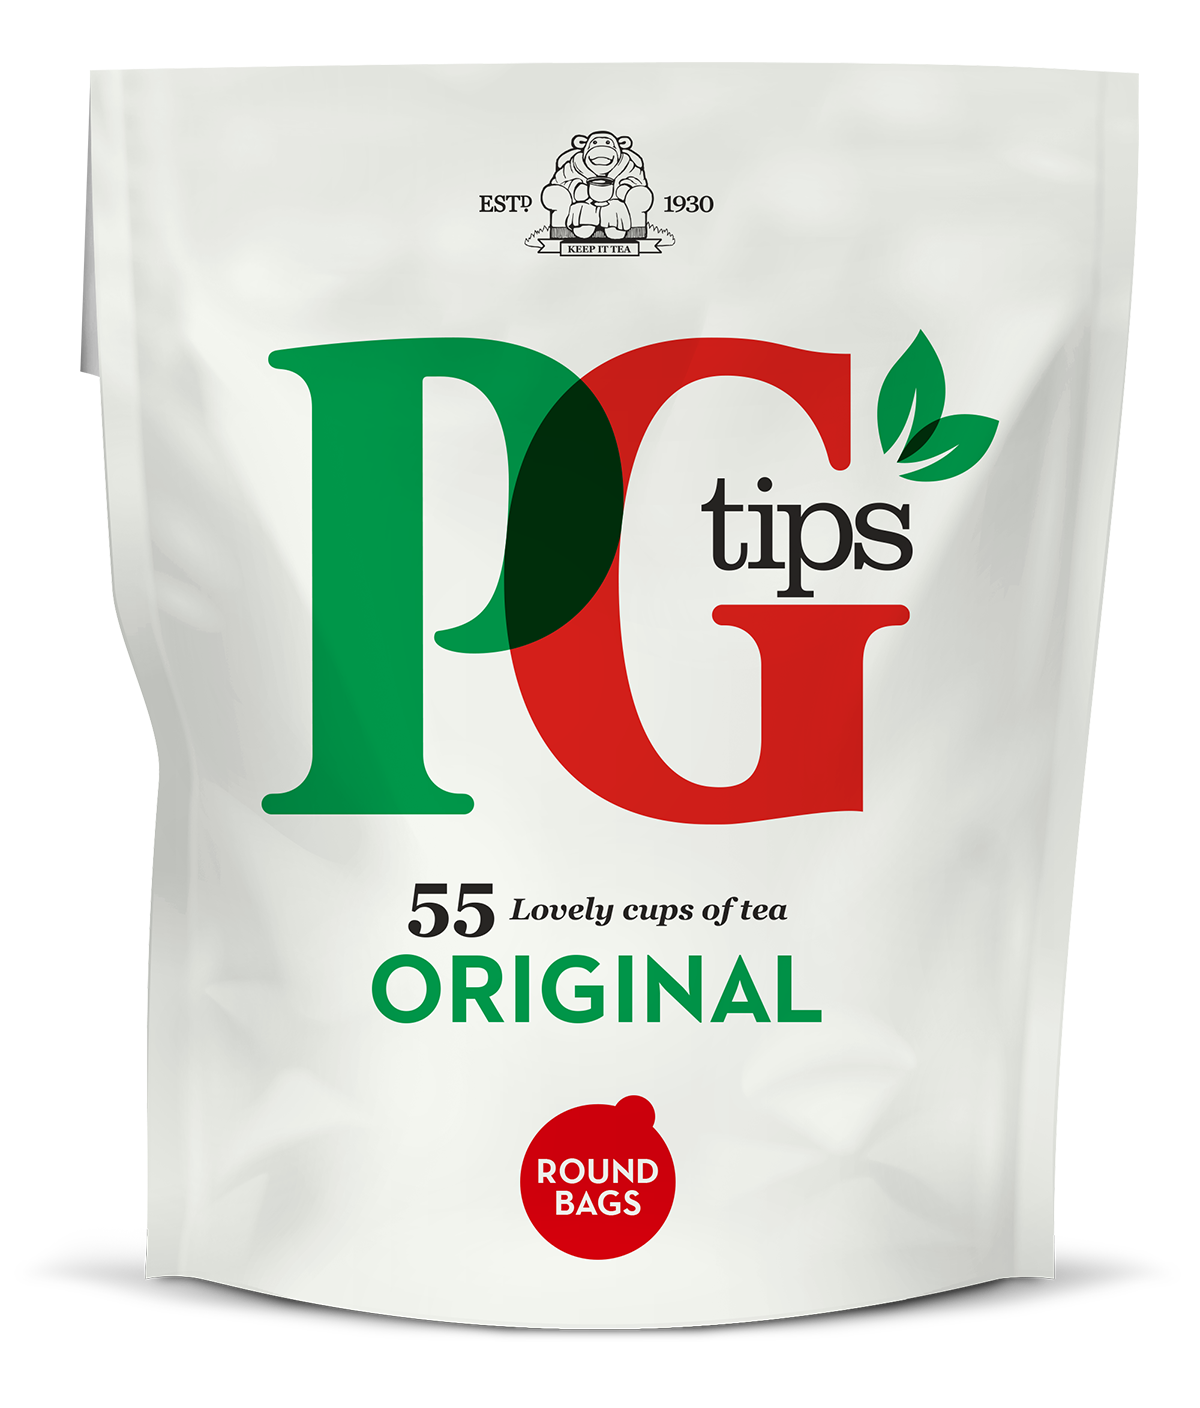 ESTD. 1930
KEEP IT TEA
PG
tips
55 Lovely cups of tea
ORIGINAL
ROUND
BAGS